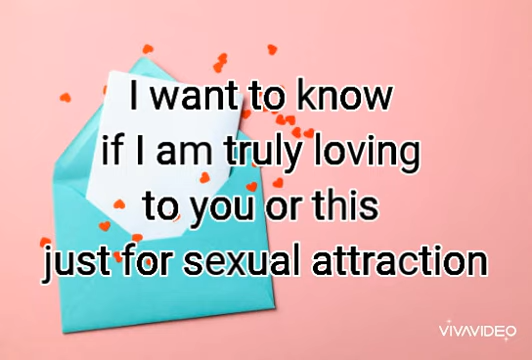 I want to know
if I am truly loving
to you or this
just for sexual attraction
VIVAVIDEO